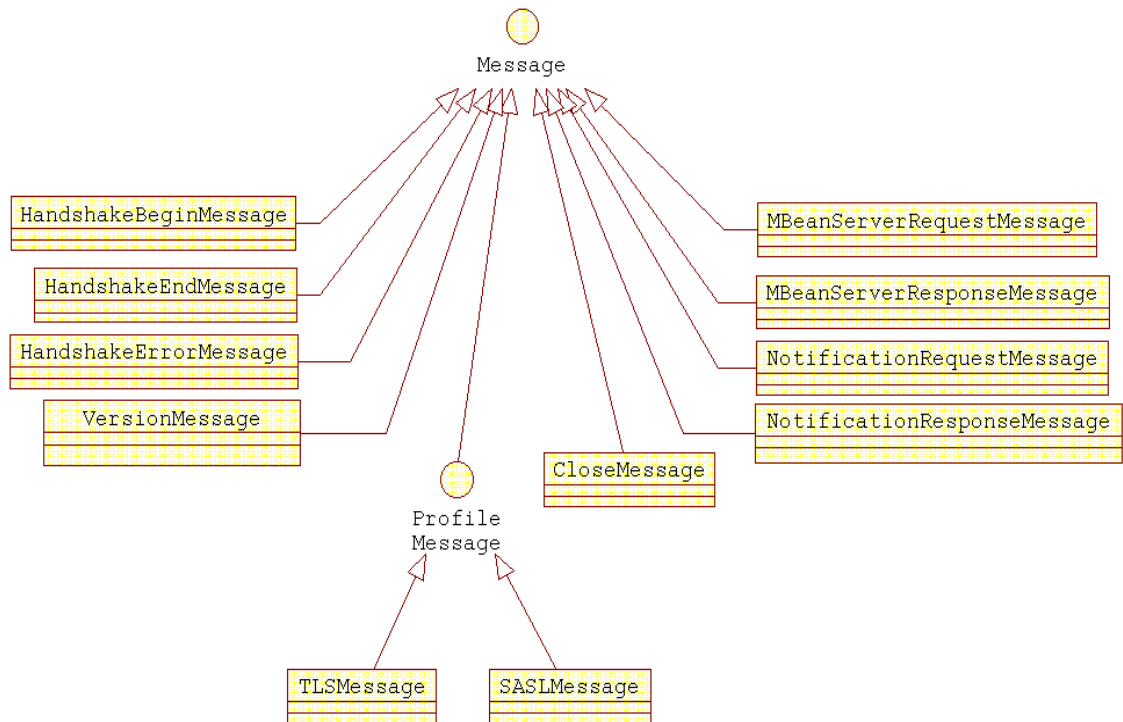 Message
HandshakeBeginMessage
MBeanServerRequestMessage
HandshakeEndMessage
MBeanServerResponseMessage
HandshakeErrorMessage
NotificationRequestMessage
VersionMessage
NotificationResponseMessage
CloseMessage
Profile
Message
TLSMessage
SASLMessage